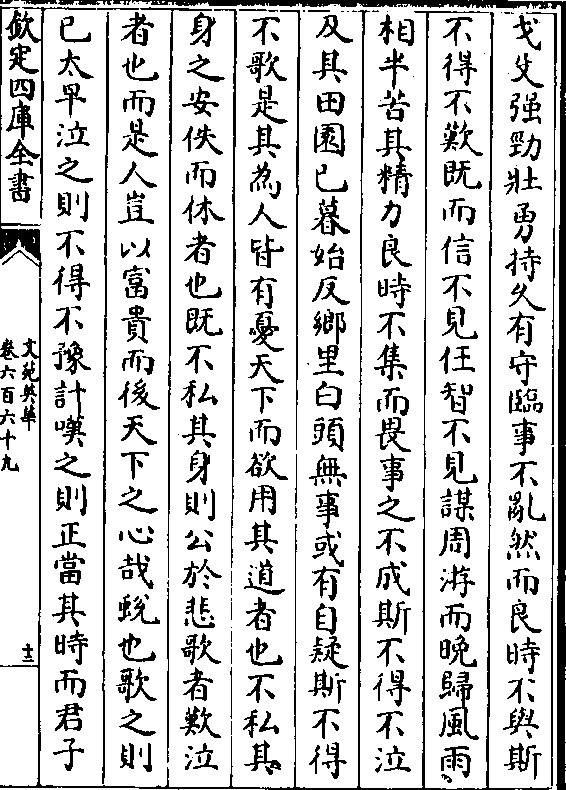 戈殳強勁壯勇持久有守臨事不亂然而良時不與斯
不得不歎既而信不見任智不見謀周游而晚歸風雨
相半苦其精力良時不集而畏事之不成斯不得不泣
及其田園已暮始反鄉里白頭無事或有自疑斯不得
不歌是其為人皆有憂天下而欲用其道者也不私其
身之安佚而休者也既不私其身則公於悲歌者歎泣
者也而是人豈以富貴而後天下之心哉蛻也歌之則
已太早泣之則不得不豫計嘆之則正當其時而君子
欽定四庫全書
文苑英華
卷六百六十九
十三